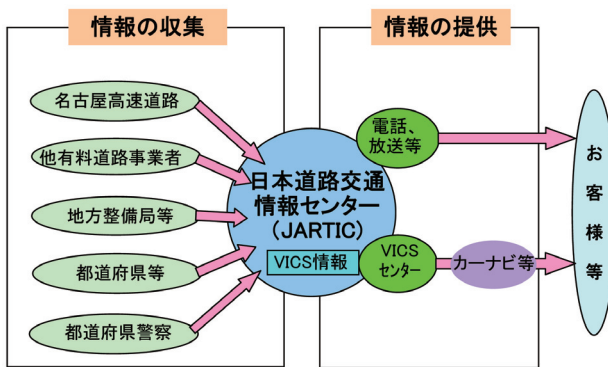 情報の収集
情報の提供
名古屋高速道路
他有料道路事業者
地方整備局等
都道府県等
都道府県警察
日本道路交通
情報センター
(JARTIC)
VICS情報
電話、
放送等
VICS
センター
カーナビ等
お客様等